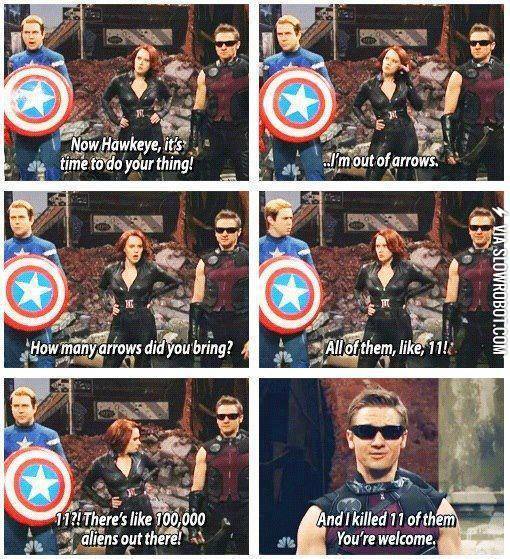 Now Hawkeye, it's
time to do your thing!
...I'm out of arrows.
How many arrows did you bring?
All of them, like, 11!
11?! There's like 100,000
aliens out there!
And I killed 11 of them
You're welcome.
VIA SLOWROBOT.COM